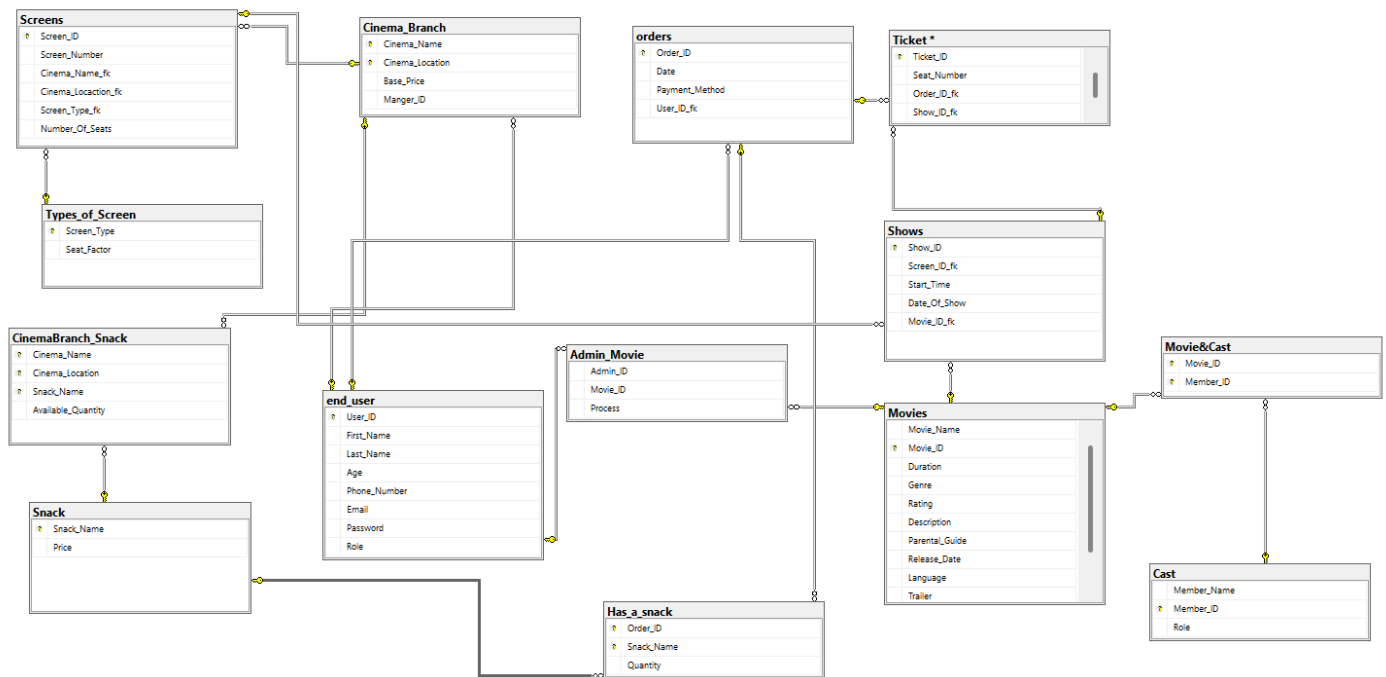 Screens
Screen_ID
Screen_Number
Cinema_Name_fk
Cinema_Locaction_fk
Screen_Type_fk
Number_Of_Seats
Cinema_Branch
Cinema_Name
Cinema_Location
Base_Price
Manger_ID
orders
Order_ID
Date
Payment_Method
User_ID_fk
Ticket *
Ticket_ID
Seat_Number
Order_ID_fk
Show_ID_fk
Types_of_Screen
Screen_Type
Seat_Factor
Shows
Show_ID
Screen_ID_fk
Start_Time
Date_Of_Show
Movie_ID_fk
CinemaBranch_Snack
Cinema_Name
Cinema_Location
Snack_Name
Available_Quantity
Admin_Movie
Admin_ID
Movie_ID
Process
Movie&Cast
Movie_ID
Member_ID
end_user
User_ID
First_Name
Last_Name
Age
Phone_Number
Email
Password
Role
Movies
Movie_Name
Movie_ID
Duration
Genre
Rating
Description
Parental_Guide
Release_Date
Language
Trailer
Snack
Snack_Name
Price
Cast
Member_Name
Member_ID
Role
Has_a_snack
Order_ID
Snack_Name
Quantity